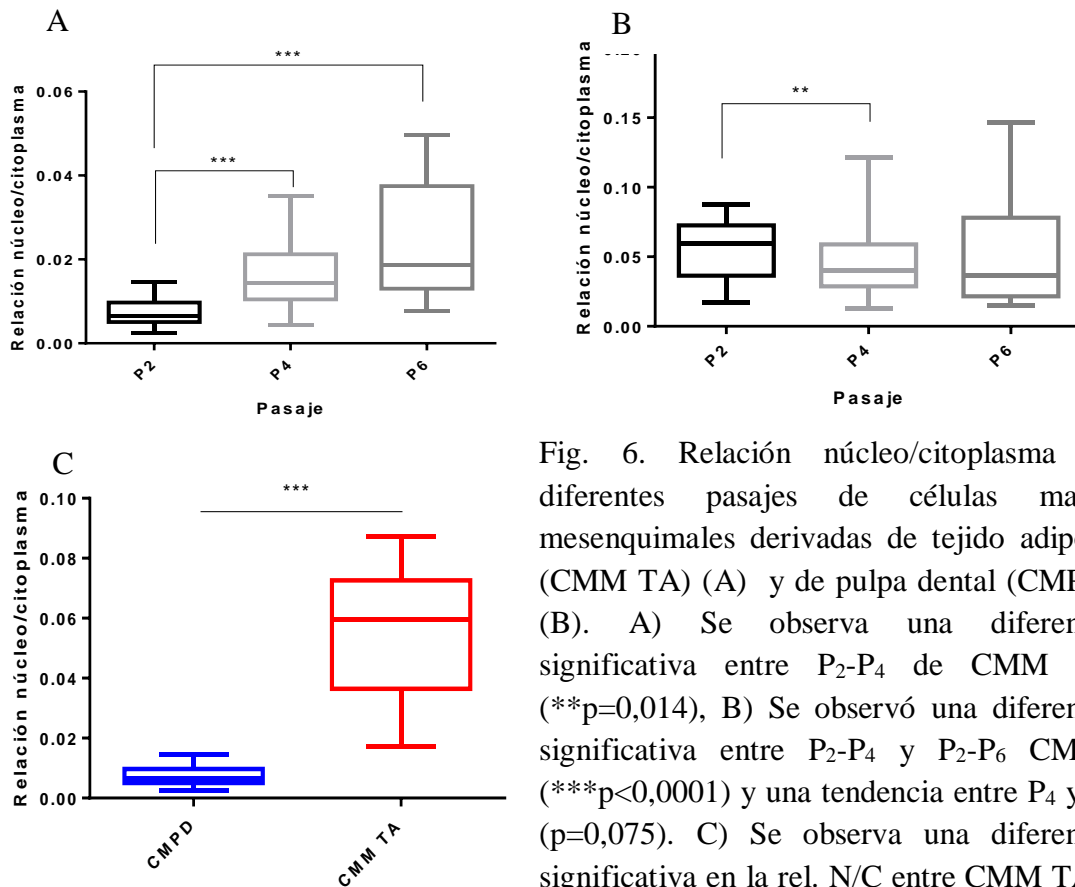 A
***
***
Relación núcleo/citoplasma
0.06
0.04
0.02
0.00
P2
P4
P6
Pasaje
B
**
Relación núcleo/citoplasma
0.15
0.10
0.05
0.00
P2
P4
P6
Pasaje
C
***
Relación núcleo/citoplasma
0.10
0.08
0.06
0.04
0.02
0.00
CMPD
CMM TA
Fig. 6. Relación núcleo/citoplasma
diferentes pasajes de células
mesenquimales derivadas de tejido
(CMM TA) (A) y de pulpa dental
(B). A) Se observa una
significativa entre P2-P4 de CMM
(**p=0,014), B) Se observó una
significativa entre P2-P4 y P2-P6
(***p<0,0001) y una tendencia entre P4 y
(p=0,075). C) Se observa una
significativa en la rel. N/C entre CMM TA